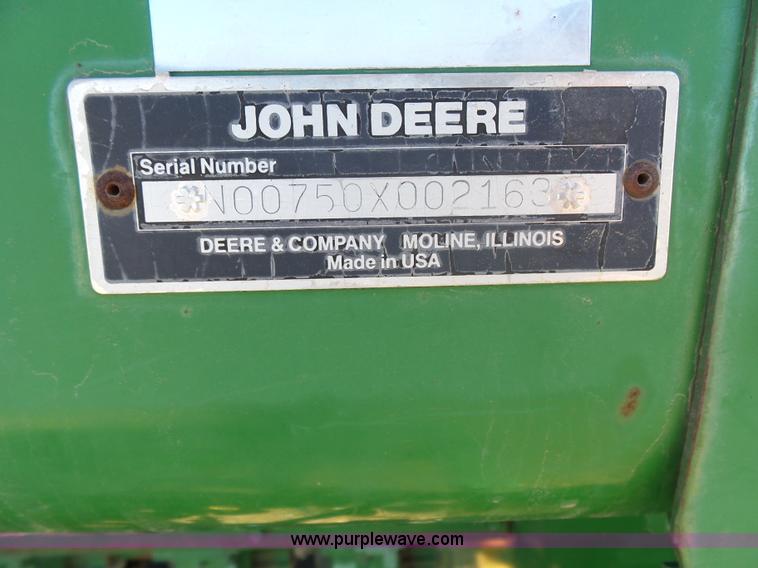 JOHN DEERE
Serial Number
N00750X002163
DEERE & COMPANY MOLINE, ILLINOIS
Made in USA
www.purplewave.com